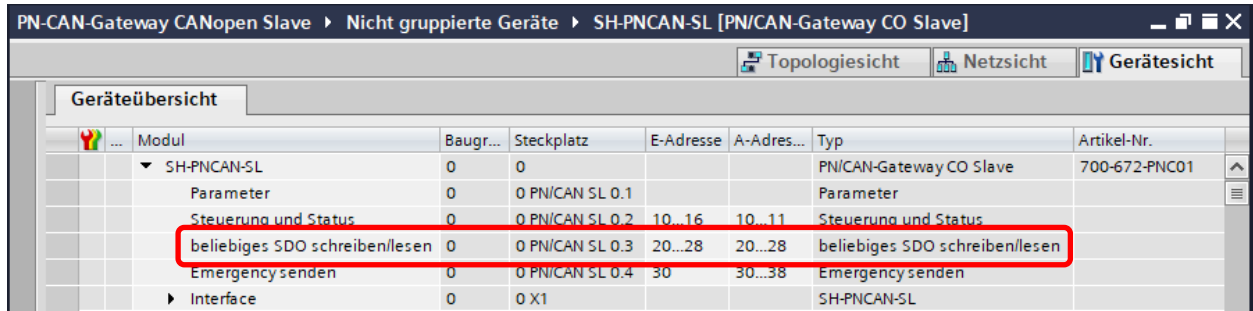 PN-CAN-Gateway CANopen Slave ▸ Nicht gruppierte Geräte ▸ SH-PNCAN-SL [PN/CAN-Gateway CO Slave]
Topologiesicht Netzsicht Gerätesicht
Geräteübersicht
... Modul Baugr... Steckplatz E-Adresse A-Adres... Typ Artikel-Nr.
SH-PNCAN-SL 0 0 PN/CAN-Gateway CO Slave 700-672-PNC01
Parameter 0 0 PN/CAN SL 0.1 Parameter
Steuerung und Status 0 0 PN/CAN SL 0.2 10...16 10...11 Steuerung und Status
beliebiges SDO schreiben/lesen 0 0 PN/CAN SL 0.3 20...28 20...28 beliebiges SDO schreiben/lesen
Emergency senden 0 0 PN/CAN SL 0.4 30 30...38 Emergency senden
Interface 0 0 X1 SH-PNCAN-SL